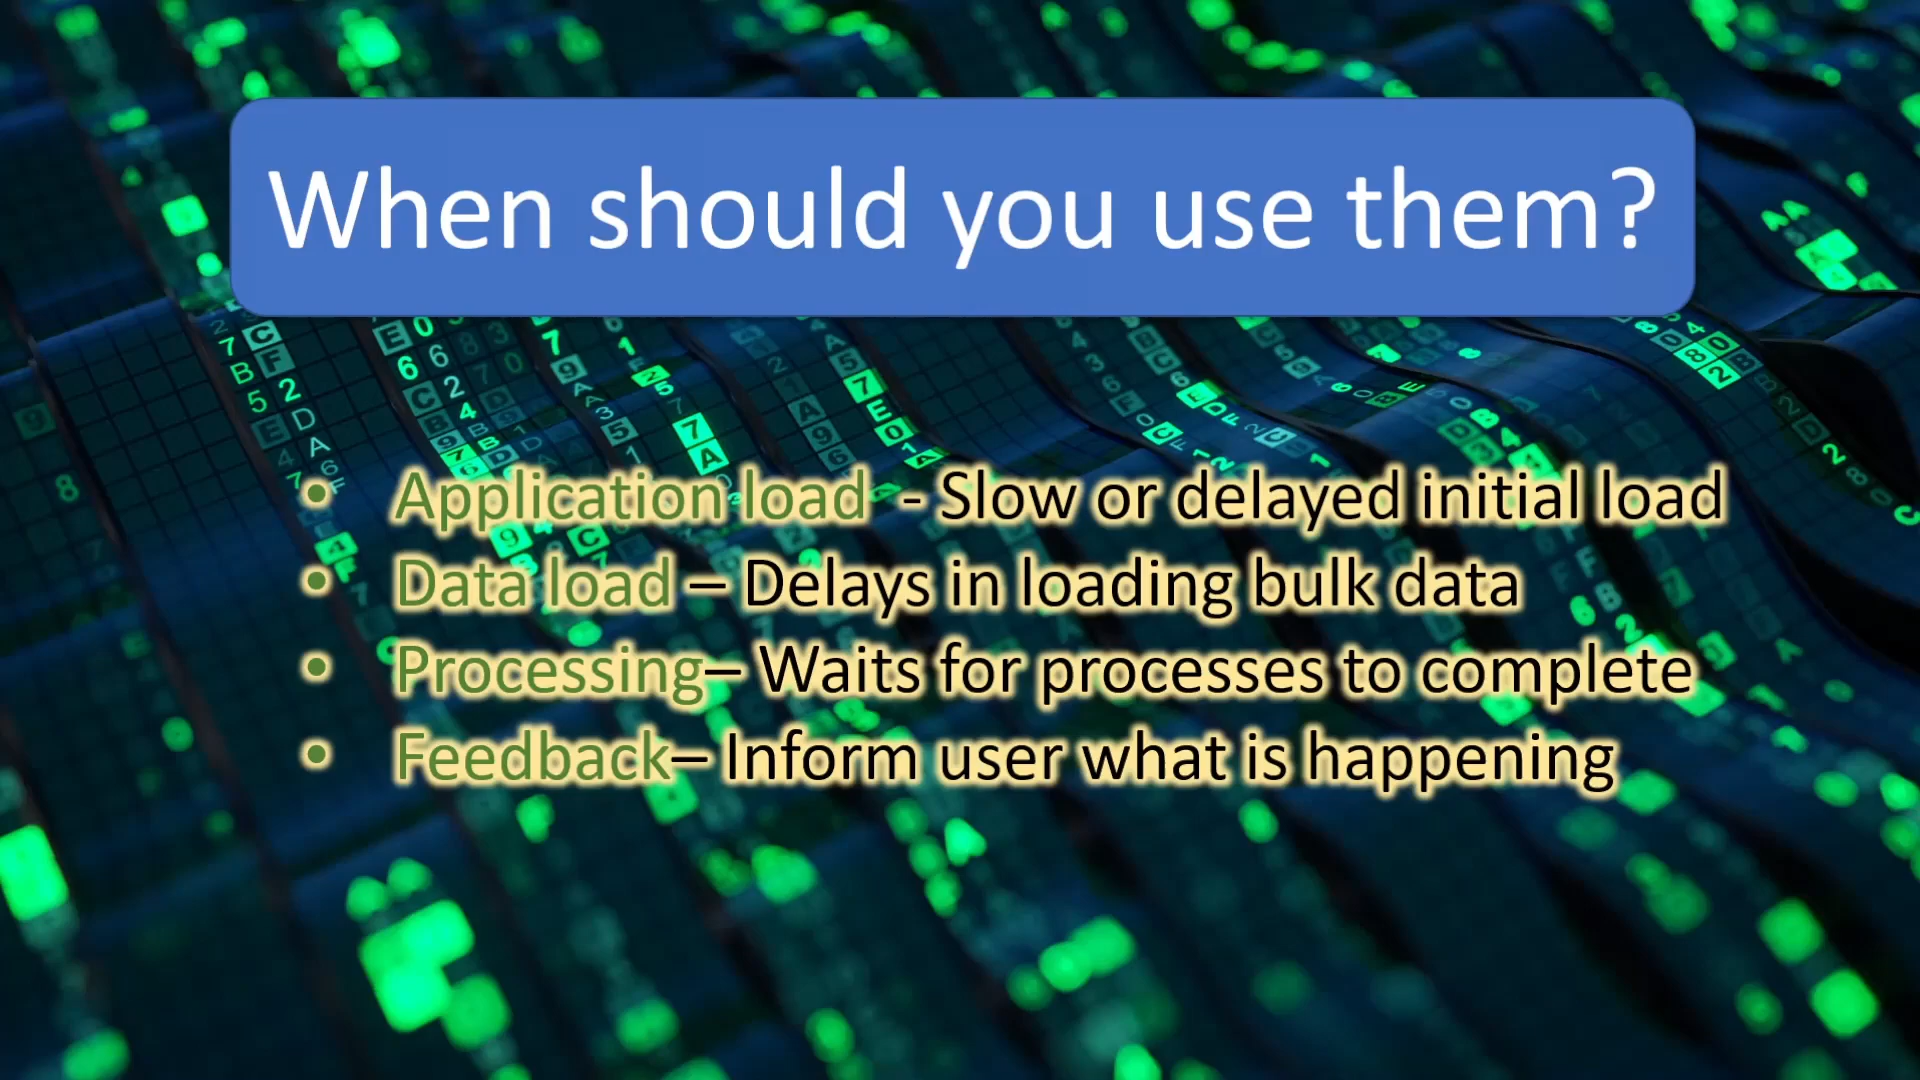 When should you use them?
• Application load - Slow or delayed initial load
• Data load – Delays in loading bulk data
• Processing– Waits for processes to complete
• Feedback– Inform user what is happening